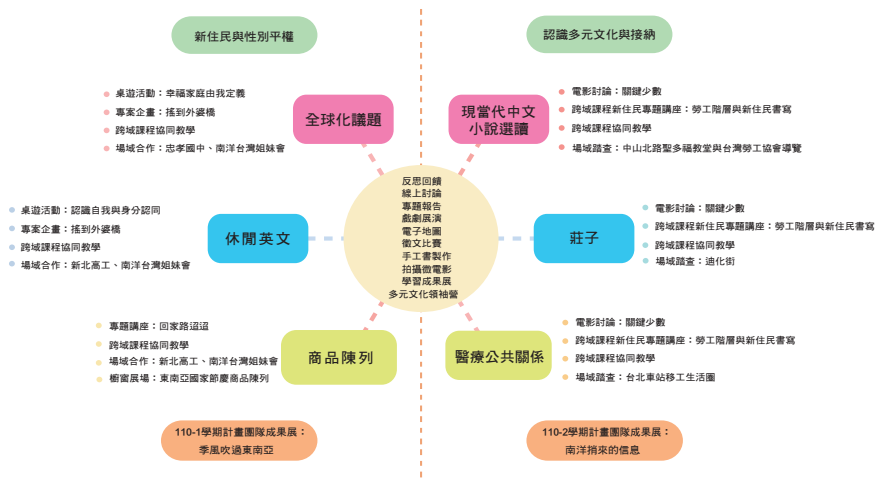 新住民與性別平權
桌遊活動：幸福家庭由我定義
專案企畫：搖到外婆橋
跨域課程協同教學
場域合作：忠孝國中、南洋台灣姐妹會
全球化議題
桌遊活動：認識自我與身分認同
專案企畫：搖到外婆橋
跨域課程協同教學
場域合作：新北高工、南洋台灣姐妹會
休閒英文
專題講座：回家路迢迢
跨域課程協同教學
場域合作：新北高工、南洋台灣姐妹會
櫥窗展場：東南亞國家節慶商品陳列
商品陳列
110-1學期計畫團隊成果展：
季風吹過東南亞
反思回饋
線上討論
專題報告
戲劇展演
電子地圖
徵文比賽
手工書製作
拍攝微電影
學習成果展
多元文化領袖營
認識多元文化與接納
現當代中文
小說選讀
電影討論：關鍵少數
跨域課程新住民專題講座：勞工階層與新住民書寫
跨域課程協同教學
場域踏查：中山北路聖多福教堂與台灣勞工協會導覽
莊子
電影討論：關鍵少數
跨域課程新住民專題講座：勞工階層與新住民書寫
跨域課程協同教學
場域踏查：迪化街
醫療公共關係
電影討論：關鍵少數
跨域課程新住民專題講座：勞工階層與新住民書寫
跨域課程協同教學
場域踏查：台北車站移工生活圈
110-2學期計畫團隊成果展：
南洋捎來的信息